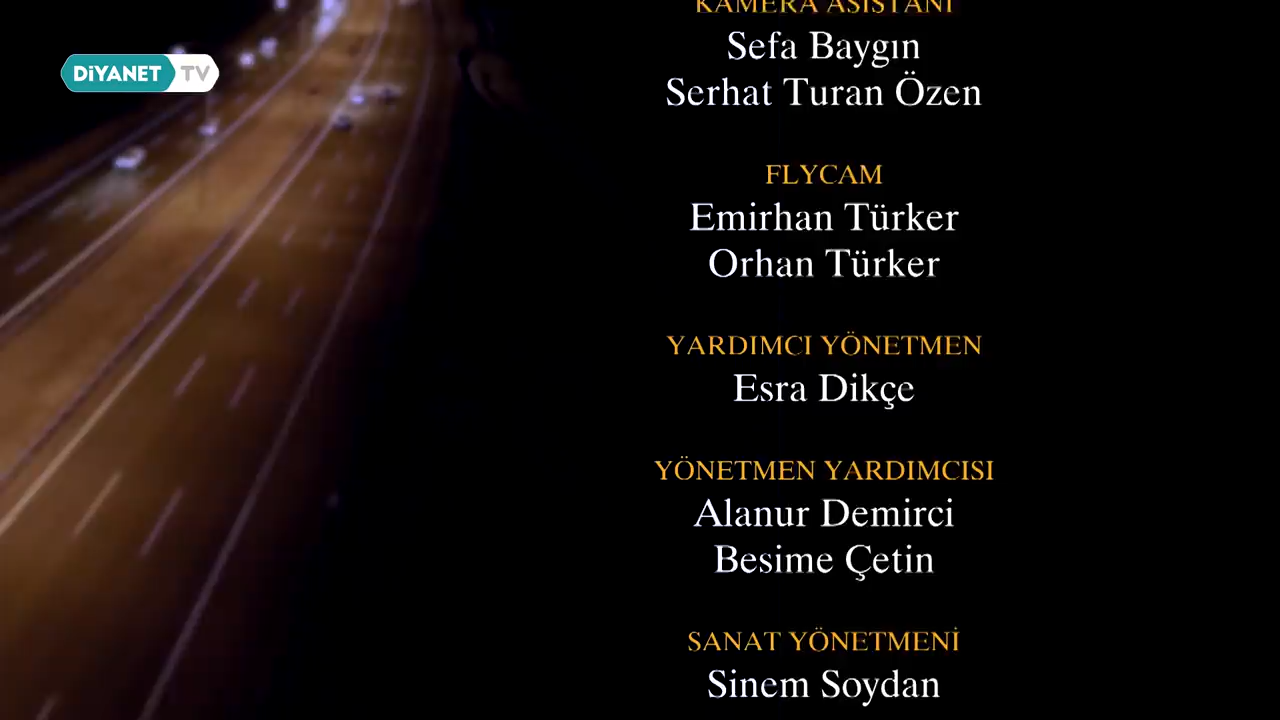 DİYANET TV
KAMERA ASİSTANI
Sefa Baygın
Serhat Turan Özen
FLYCAM
Emirhan Türker
Orhan Türker
YARDIMCI YÖNETMEN
Esra Dikçe
YÖNETMEN YARDIMCISI
Alanur Demirci
Besime Çetin
SANAT YÖNETMENİ
Sinem Soydan